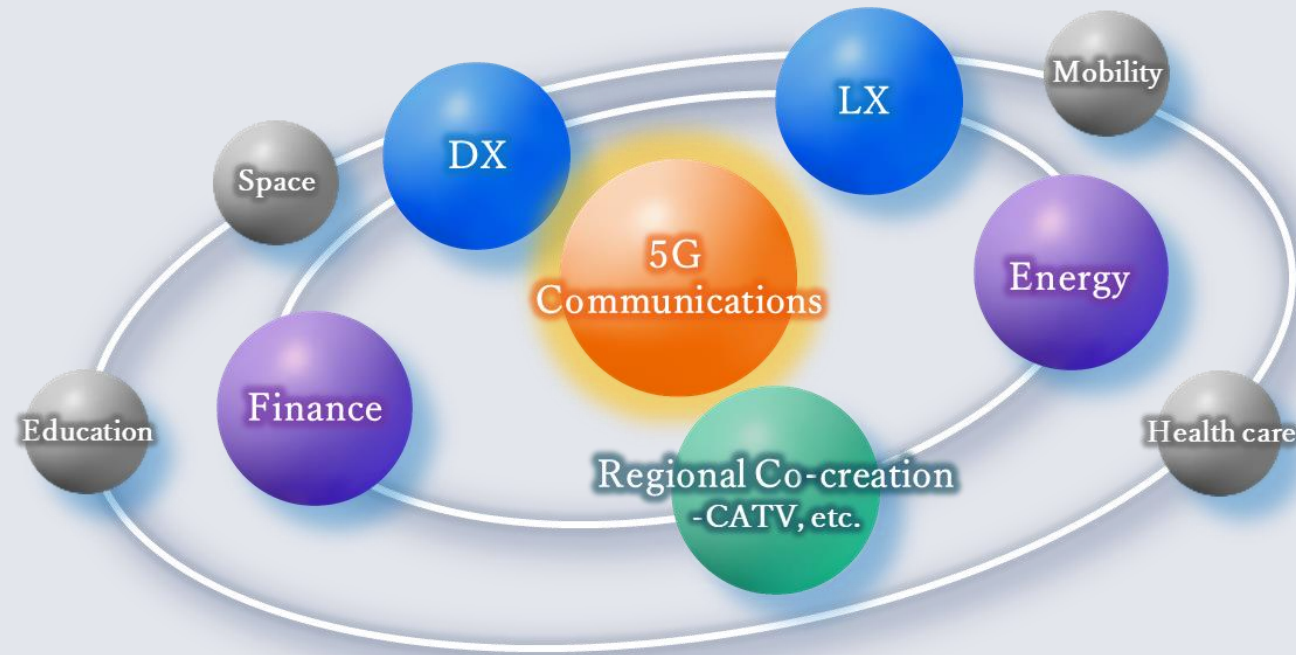 Mobility
LX
DX
Space
5G
Communications
Energy
Finance
Education
Health care
Regional Co-creation
-CATV, etc.